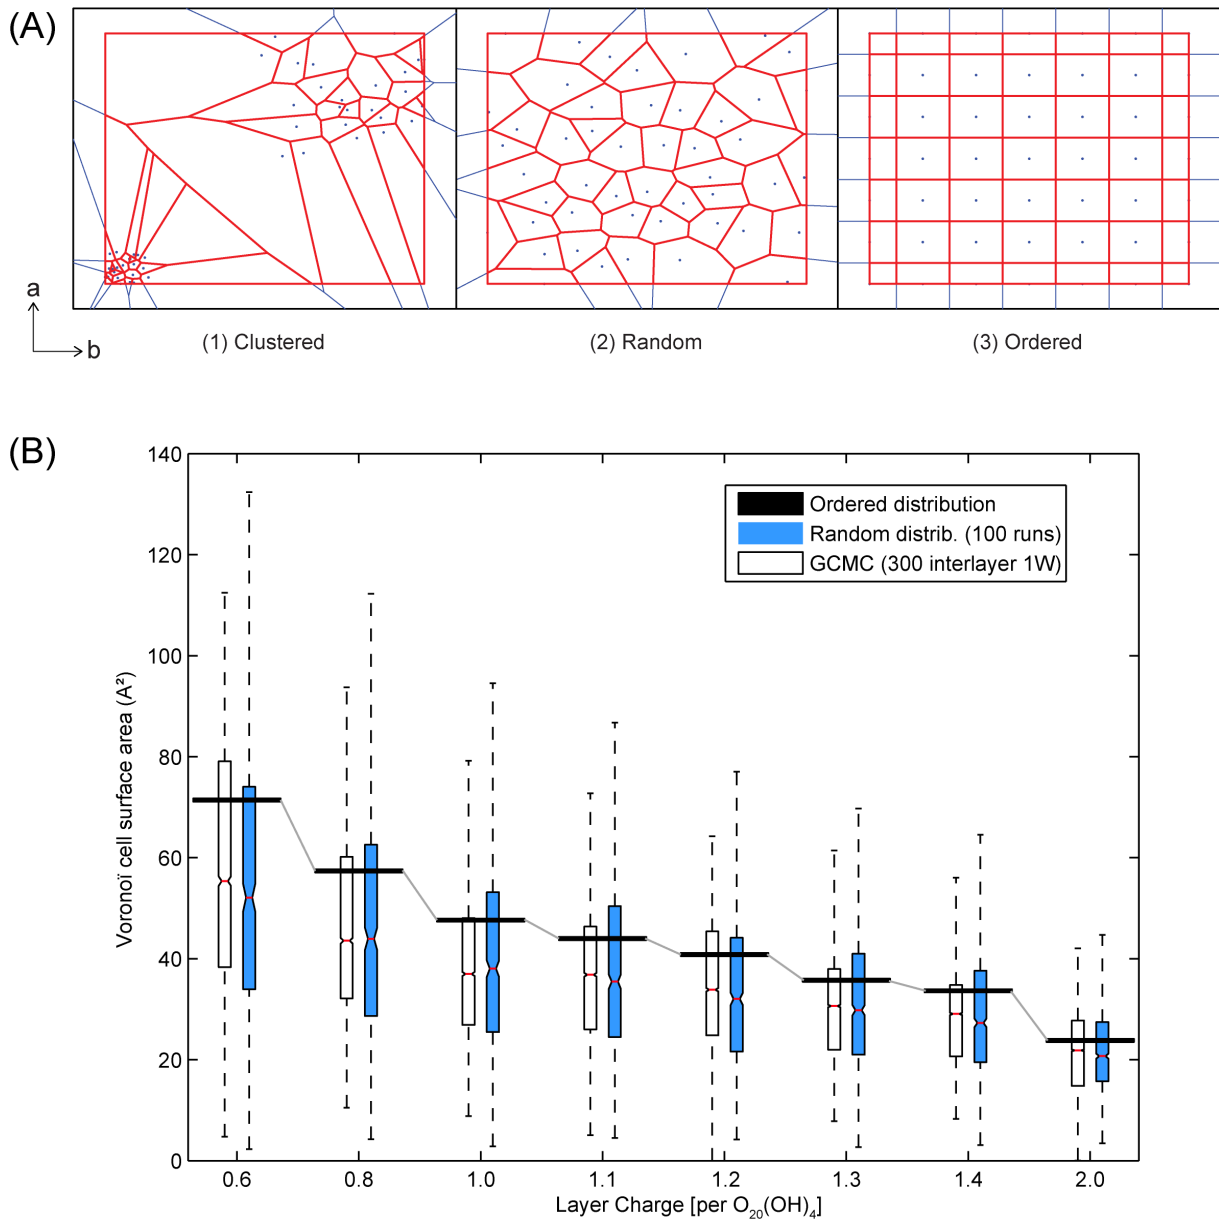 (A)
a
b
(1) Clustered
(2) Random
(3) Ordered
(B)
140
120
100
80
60
40
20
0
Voronoï cell surface area (A²)
Ordered distribution
Random distrib. (100 runs)
GCMC (300 interlayer 1W)
0.6
0.8
1.0
1.1
1.2
1.3
1.4
2.0
Layer Charge [per O₂₀(OH)₄]